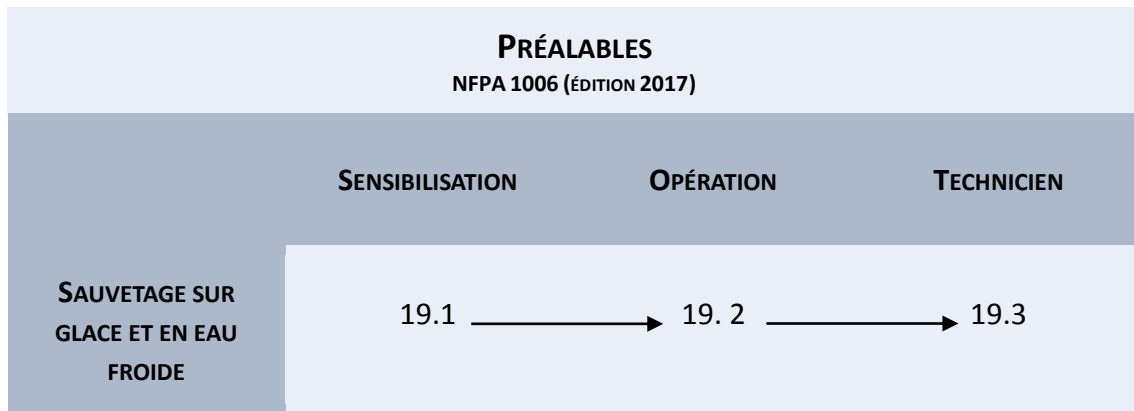 PRÉALABLES
NFPA 1006 (ÉDITION 2017)
SENSIBILISATION OPÉRATION TECHNICIEN
SAUVETAGE SUR
GLACE ET EN EAU
FROIDE
19.1 19. 2 19.3